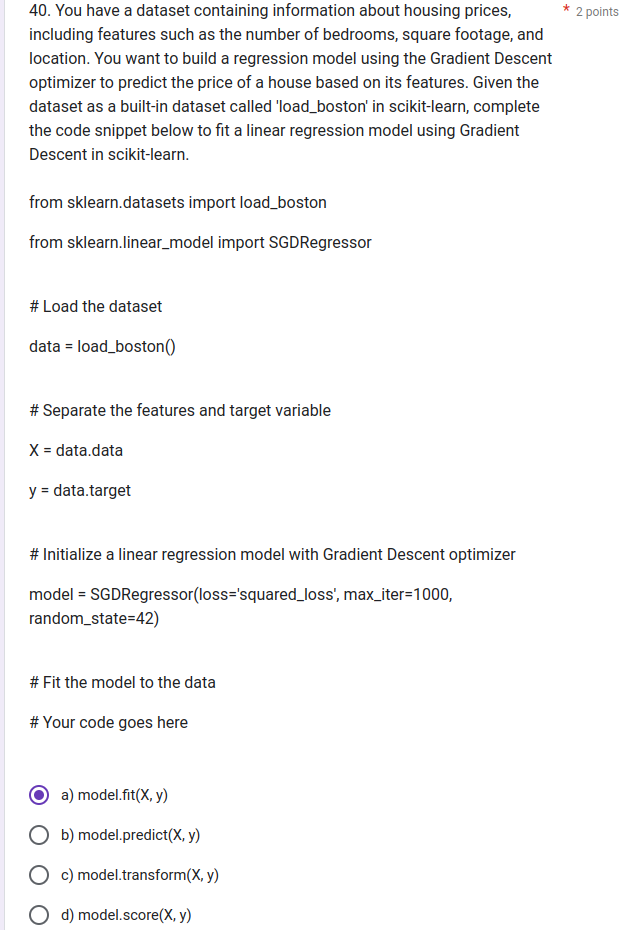 40. You have a dataset containing information about housing prices, * 2 points
including features such as the number of bedrooms, square footage, and
location. You want to build a regression model using the Gradient Descent
optimizer to predict the price of a house based on its features. Given the
dataset as a built-in dataset called 'load_boston' in scikit-learn, complete
the code snippet below to fit a linear regression model using Gradient
Descent in scikit-learn.
from sklearn.datasets import load_boston
from sklearn.linear_model import SGDRegressor
# Load the dataset
data = load_boston()
# Separate the features and target variable
X = data.data
y = data.target
# Initialize a linear regression model with Gradient Descent optimizer
model = SGDRegressor(loss='squared_loss', max_iter=1000,
random_state=42)
# Fit the model to the data
# Your code goes here
a) model.fit(X, y)
b) model.predict(X, y)
c) model.transform(X, y)
d) model.score(X, y)